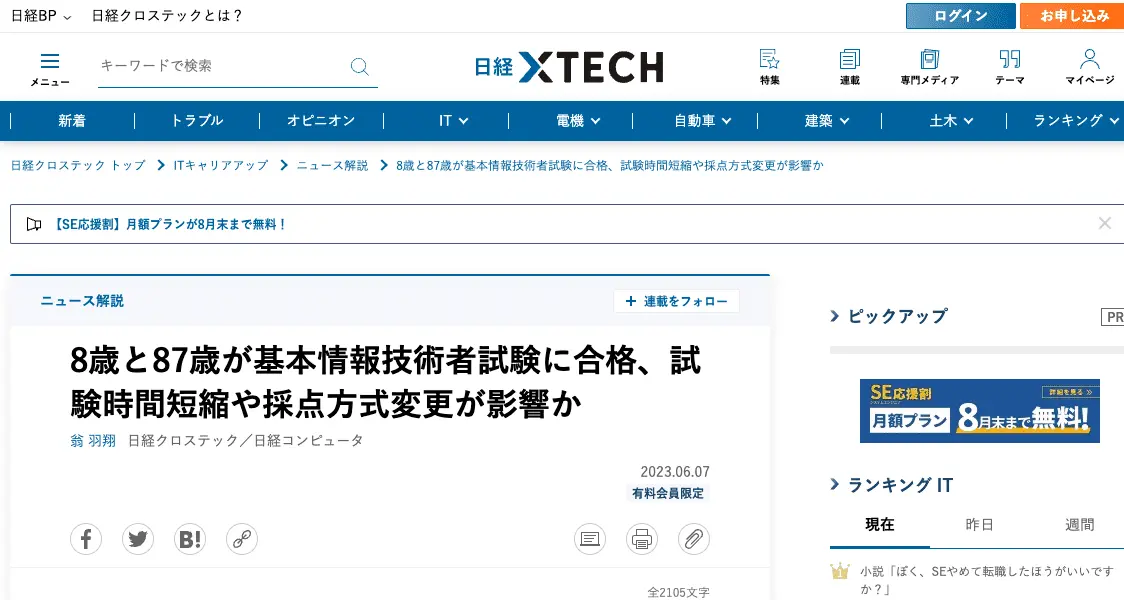 日経BP
日経クロステックとは？
ログイン
お申し込み
メニュー
キーワードで検索
日経 XTECH
特集
連載
専門メディア
テーマ
マイページ
新着
トラブル
オピニオン
IT
電機
自動車
建築
土木
ランキング
日経クロステック トップ
ITキャリアアップ
ニュース解説
8歳と87歳が基本情報技術者試験に合格、試験時間短縮や採点方式変更が影響か
【SE応援割】月額プランが8月末まで無料！
ニュース解説
＋ 連載をフォロー
8歳と87歳が基本情報技術者試験に合格、試
験時間短縮や採点方式変更が影響か
翁 羽翔 日経クロステック／日経コンピュータ
2023.06.07
有料会員限定
B!
全2105文字
ピックアップ
PR
SE応援割
詳細を見る
月額プラン 8月末まで無料!
ランキング IT
現在
昨日
週間
1
小説「ぼく、SEやめて転職したほうがいいです
か？」